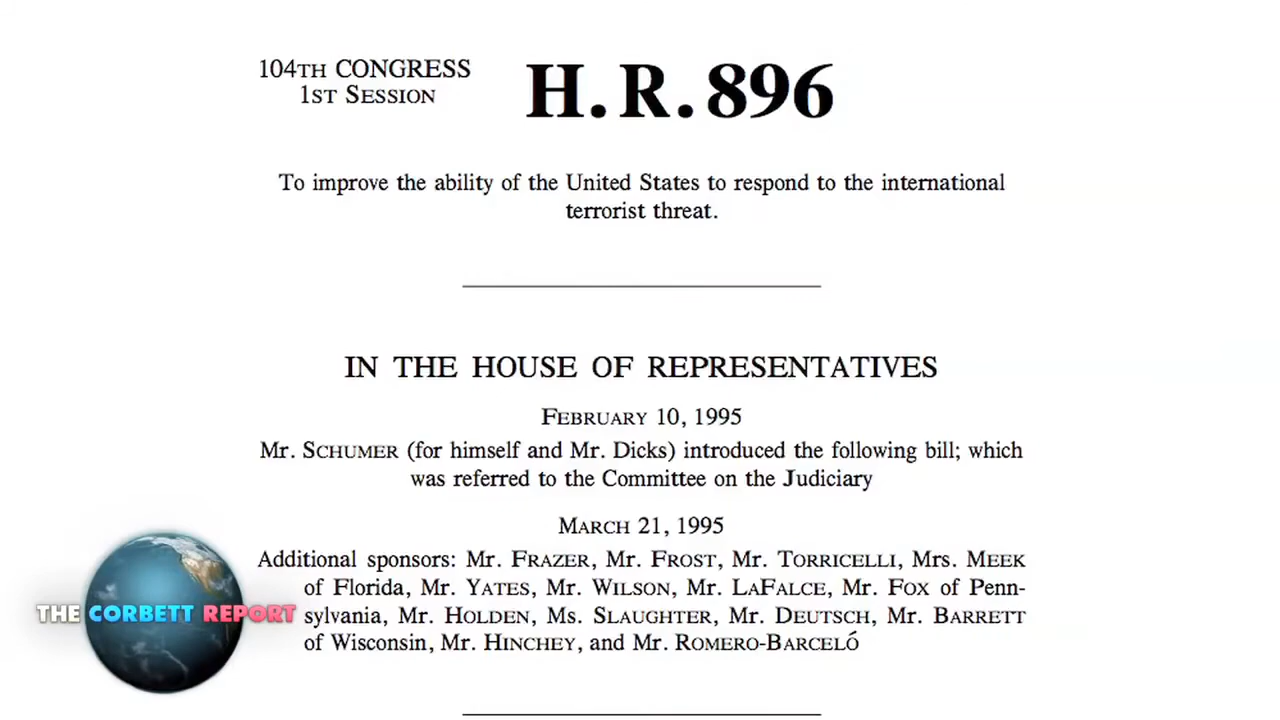 104TH CONGRESS
1ST SESSION
H. R. 896
To improve the ability of the United States to respond to the international
terrorist threat.
IN THE HOUSE OF REPRESENTATIVES
FEBRUARY 10, 1995
Mr. SCHUMER (for himself and Mr. Dicks) introduced the following bill; which
was referred to the Committee on the Judiciary
MARCH 21, 1995
Additional sponsors: Mr. FRAZER, Mr. FROST, Mr. TORRICELLI, Mrs. MEEK
of Florida, Mr. YATES, Mr. WILSON, Mr. LAFALCE, Mr. FOX of Penn-
sylvania, Mr. HOLDEN, Ms. SLAUGHTER, Mr. DEUTSCH, Mr. BARRETT
of Wisconsin, Mr. HINCHEY, and Mr. ROMERO-BARCELÓ
THE CORBETT REPORT